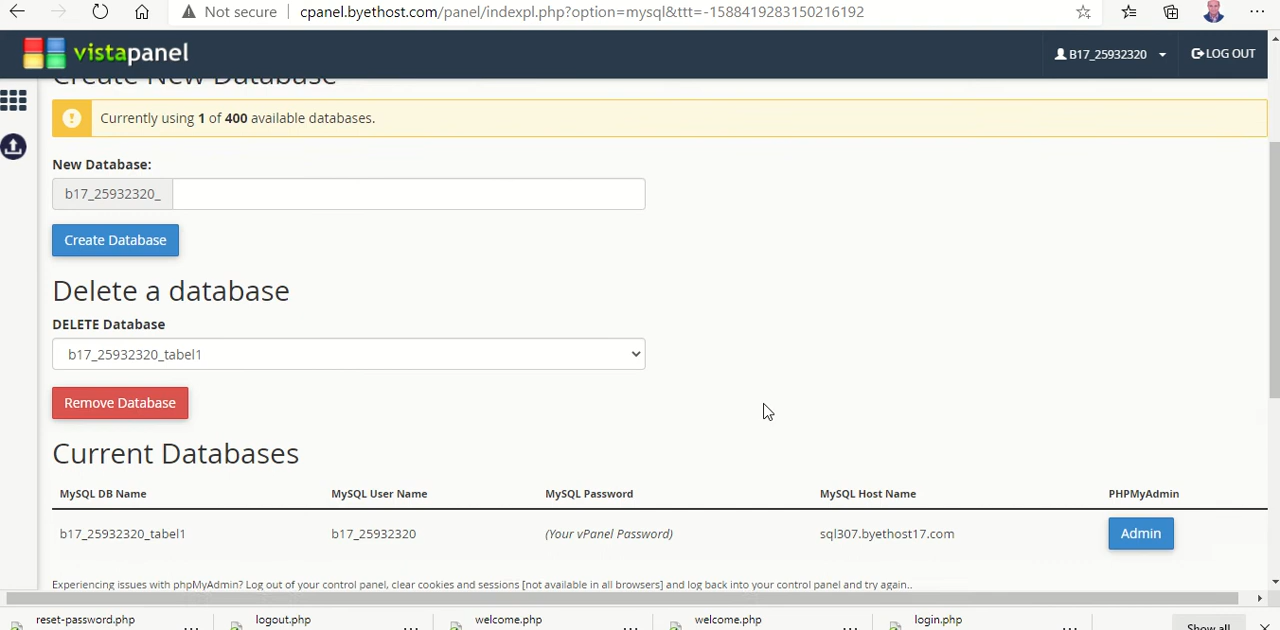 Not secure
cpanel.byethost.com/panel/indexpl.php?option=mysql&ttt=-1588419283150216192
vistapanel
B17_25932320
LOG OUT
Create New Database
Currently using 1 of 400 available databases.
New Database:
b17_25932320_
Create Database
Delete a database
DELETE Database
b17_25932320_tabel1
Remove Database
Current Databases
MySQL DB Name MySQL User Name MySQL Password MySQL Host Name PHPMyAdmin
b17_25932320_tabel1 b17_25932320 (Your vPanel Password) sql307.byethost17.com Admin
Experiencing issues with phpMyAdmin? Log out of your control panel, clear cookies and sessions [not available in all browsers] and log back into your control panel and try again..
reset-password.php logout.php welcome.php welcome.php login.php Show all